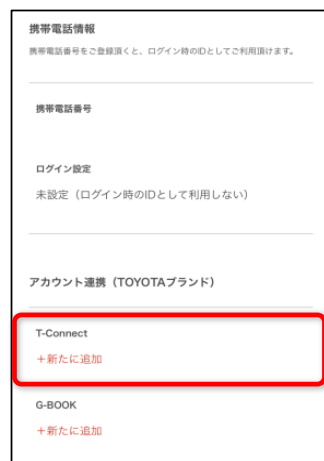 携帯電話情報
携帯電話番号をご登録頂くと、ログイン時のIDとしてご利用頂けます。
携帯電話番号
ログイン設定
未設定（ログイン時のIDとして利用しない）
アカウント連携（TOYOTAブランド）
T-Connect
＋新たに追加
G-BOOK
＋新たに追加